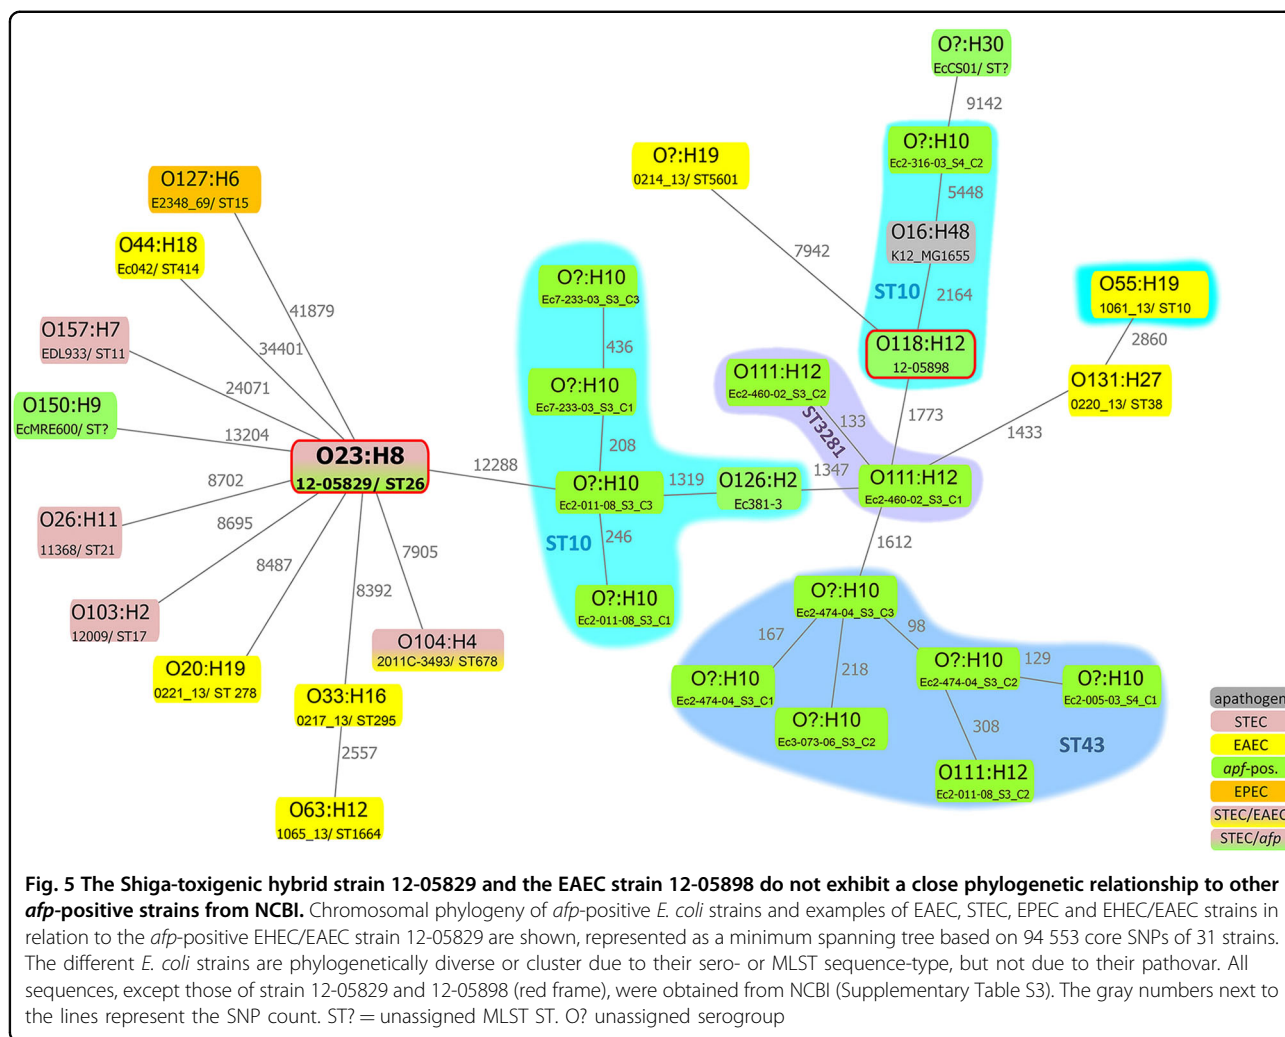 O?:H30
EcCS01/ ST?
9142
O?:H10
Ec2-316-03_S4_C2
5448
O16:H48
K12_MG1655
ST10
2164
O118:H12
12-05898
O?:H19
0214_13/ ST5601
7942
O127:H6
E2348_69/ ST15
41879
O44:H18
Ec042/ ST414
34401
O157:H7
EDL933/ ST11
24071
O150:H9
EcMRE600/ ST?
13204
O23:H8
12-05829/ ST26
8702
O26:H11
11368/ ST21
8695
O103:H2
12009/ ST17
8487
O20:H19
0221_13/ ST 278
8392
O33:H16
0217_13/ ST295
2557
O63:H12
1065_13/ ST1664
7905
O104:H4
2011C-3493/ ST678
12288
O?:H10
Ec7-233-03_S3_C3
436
O?:H10
Ec7-233-03_S3_C1
208
O?:H10
Ec2-011-08_S3_C3
1319
O126:H2
Ec381-3
1347
ST10
246
O?:H10
Ec2-011-08_S3_C1
O111:H12
Ec2-460-02_S3_C2
133
ST3281
1773
O111:H12
Ec2-460-02_S3_C1
1433
O131:H27
0220_13/ ST38
2860
O55:H19
1061_13/ ST10
1612
O?:H10
Ec2-474-04_S3_C3
167
218
98
O?:H10
Ec2-474-04_S3_C1
O?:H10
Ec3-073-06_S3_C2
O?:H10
Ec2-474-04_S3_C2
129
O?:H10
Ec2-005-03_S4_C1
308
ST43
O111:H12
Ec2-011-08_S3_C2
apathogen
STEC
EAEC
apf-pos.
EPEC
STEC/EAEC
STEC/afp
Fig. 5 The Shiga-toxigenic hybrid strain 12-05829 and the EAEC strain 12-05898 do not exhibit a close phylogenetic relationship to other
afp-positive strains from NCBI. Chromosomal phylogeny of afp-positive E. coli strains and examples of EAEC, STEC, EPEC and EHEC/EAEC strains in
relation to the afp-positive EHEC/EAEC strain 12-05829 are shown, represented as a minimum spanning tree based on 94 553 core SNPs of 31 strains.
The different E. coli strains are phylogenetically diverse or cluster due to their sero- or MLST sequence-type, but not due to their pathovar. All
sequences, except those of strain 12-05829 and 12-05898 (red frame), were obtained from NCBI (Supplementary Table S3). The gray numbers next to
the lines represent the SNP count. ST? = unassigned MLST ST. O? unassigned serogroup